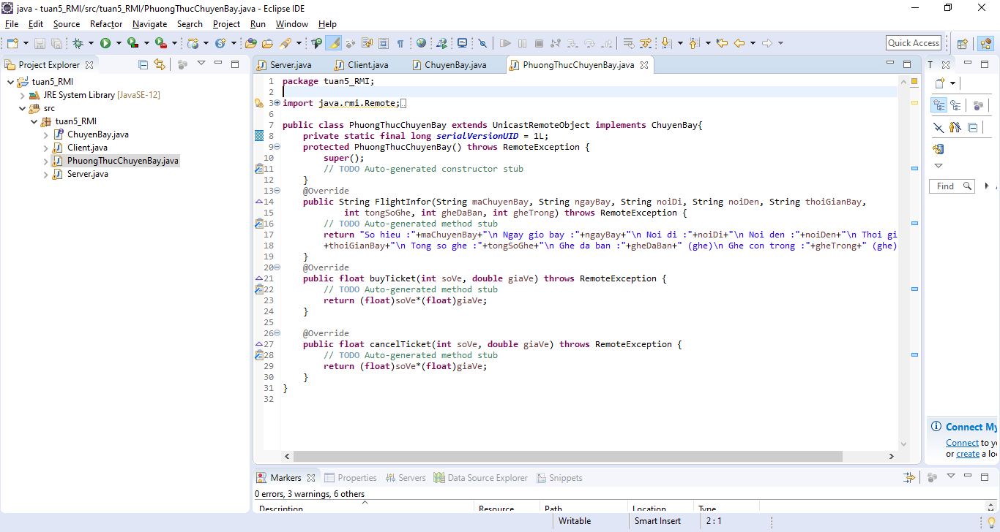 java - tuan5_RMI/src/tuan5_RMI/PhuongThucChuyenBay.java - Eclipse IDE
File Edit Source Refactor Navigate Search Project Run Window Help
Quick Access
Project Explorer
Server.java Client.java ChuyenBay.java PhuongThucChuyenBay.java
tuan5_RMI
JRE System Library [JavaSE-12]
src
tuan5_RMI
ChuyenBay.java
Client.java
PhuongThucChuyenBay.java
Server.java
1 package tuan5_RMI;
2
3 import java.rmi.Remote;
6
7 public class PhuongThucChuyenBay extends UnicastRemoteObject implements ChuyenBay{
8 private static final long serialVersionUID = 1L;
9 protected PhuongThucChuyenBay() throws RemoteException {
10 super();
11 // TODO Auto-generated constructor stub
12 }
13 @Override
14 public String FlightInfor(String maChuyenBay, String ngayBay, String noiDi, String noiDen, String thoiGianBay,
15 int tongSoGhe, int gheDaBan, int gheTrong) throws RemoteException {
16 // TODO Auto-generated method stub
17 return "So hieu :"+maChuyenBay+"\n Ngay gio bay :"+ngayBay+"\n Noi di :"+noiDi+"\n Noi den :"+noiDen+"\n Thoi gi
18 +thoiGianBay+"\n Tong so ghe :"+tongSoGhe+"\n Ghe da ban :"+gheDaBan+" (ghe)\n Ghe con trong :"+gheTrong+" (ghe)
19 }
20 @Override
21 public float buyTicket(int soVe, double giaVe) throws RemoteException {
22 // TODO Auto-generated method stub
23 return (float)soVe*(float)giaVe;
24 }
25
26 @Override
27 public float cancelTicket(int soVe, double giaVe) throws RemoteException {
28 // TODO Auto-generated method stub
29 return (float)soVe*(float)giaVe;
30 }
31 }
32
T
Find
Connect My
Connect to yo
or create a loc
Markers Properties Servers Data Source Explorer Snippets
0 errors, 3 warnings, 6 others
Description Resource Path Location Type
Writable Smart Insert 2 : 1